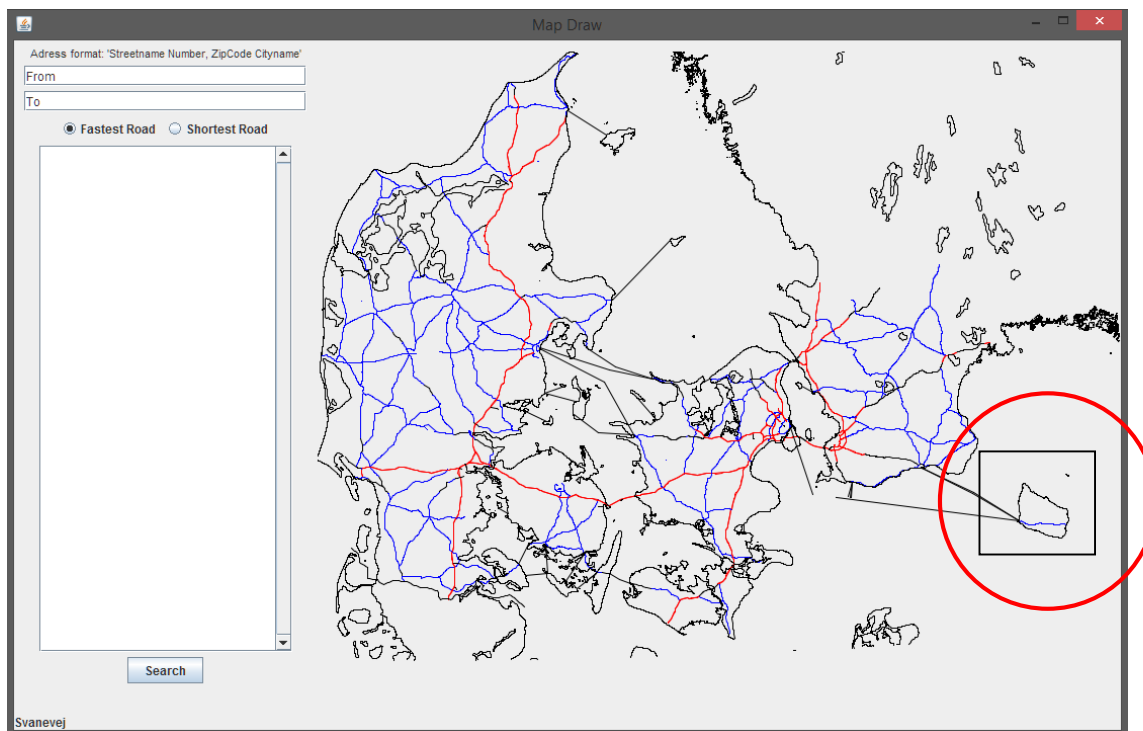 Map Draw
Adress format: 'Streetname Number, ZipCode Cityname'
From
To
Fastest Road Shortest Road
Search
Svanevej